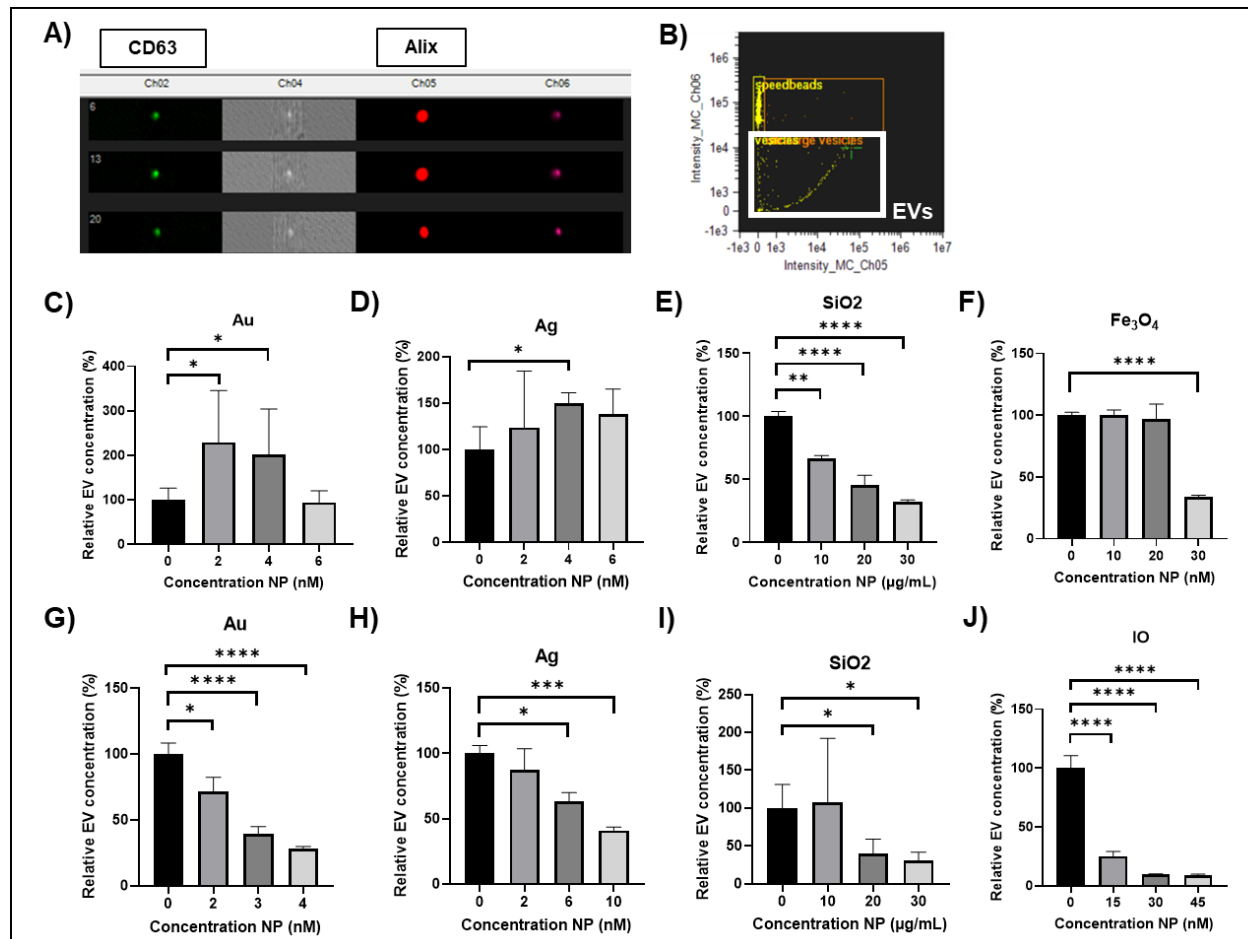 A)
CD63
Alix
Ch02 Ch04 Ch05 Ch06
6
13
20
B)
Intensity_MC_Ch06
1e6
1e5
1e4
1e3
0
-1e3
speedbeads
vesicles
large vesicles
EVs
-1e3 0 1e3 1e4 1e5 1e6 1e7
Intensity_MC_Ch05
C)
Au
Relative EV concentration (%)
400
300
200
100
0
*
*
0 2 4 6
Concentration NP (nM)
D)
Ag
Relative EV concentration (%)
200
150
100
50
0
*
0 2 4 6
Concentration NP (nM)
E)
SiO2
Relative EV concentration (%)
150
100
50
0
****
****
**
0 10 20 30
Concentration NP (µg/mL)
F)
Fe₃O₄
Relative EV concentration (%)
150
100
50
0
****
0 10 20 30
Concentration NP (nM)
G)
Au
Relative EV concentration (%)
150
100
50
0
****
****
*
0 2 3 4
Concentration NP (nM)
H)
Ag
Relative EV concentration (%)
150
100
50
0
***
*
0 2 6 10
Concentration NP (nM)
I)
SiO2
Relative EV concentration (%)
250
200
150
100
50
0
*
*
0 10 20 30
Concentration NP (µg/mL)
J)
IO
Relative EV concentration (%)
150
100
50
0
****
****
****
0 15 30 45
Concentration NP (nM)